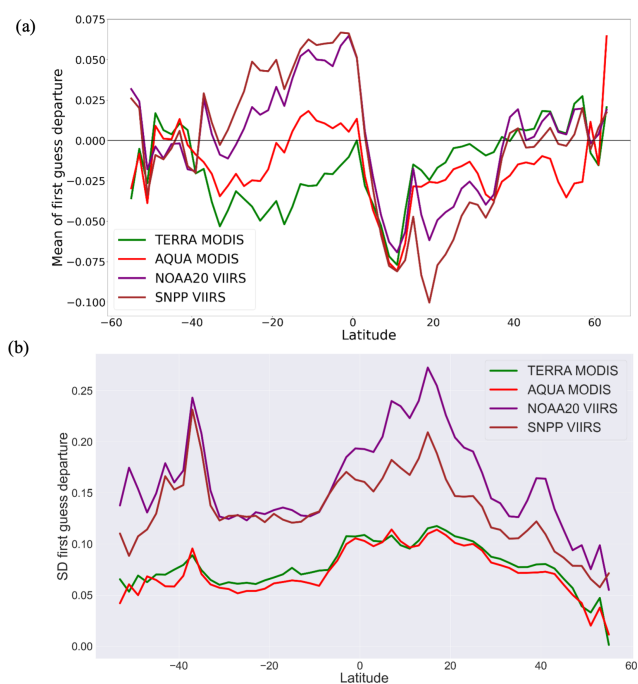 (a)
0.075
0.050
0.025
0.000
−0.025
−0.050
−0.075
−0.100
Mean of first guess departure
TERRA MODIS
AQUA MODIS
NOAA20 VIIRS
SNPP VIIRS
−60 −40 −20 0 20 40 60
Latitude
(b)
0.25
0.20
0.15
0.10
0.05
0.00
SD first guess departure
TERRA MODIS
AQUA MODIS
NOAA20 VIIRS
SNPP VIIRS
−40 −20 0 20 40 60
Latitude